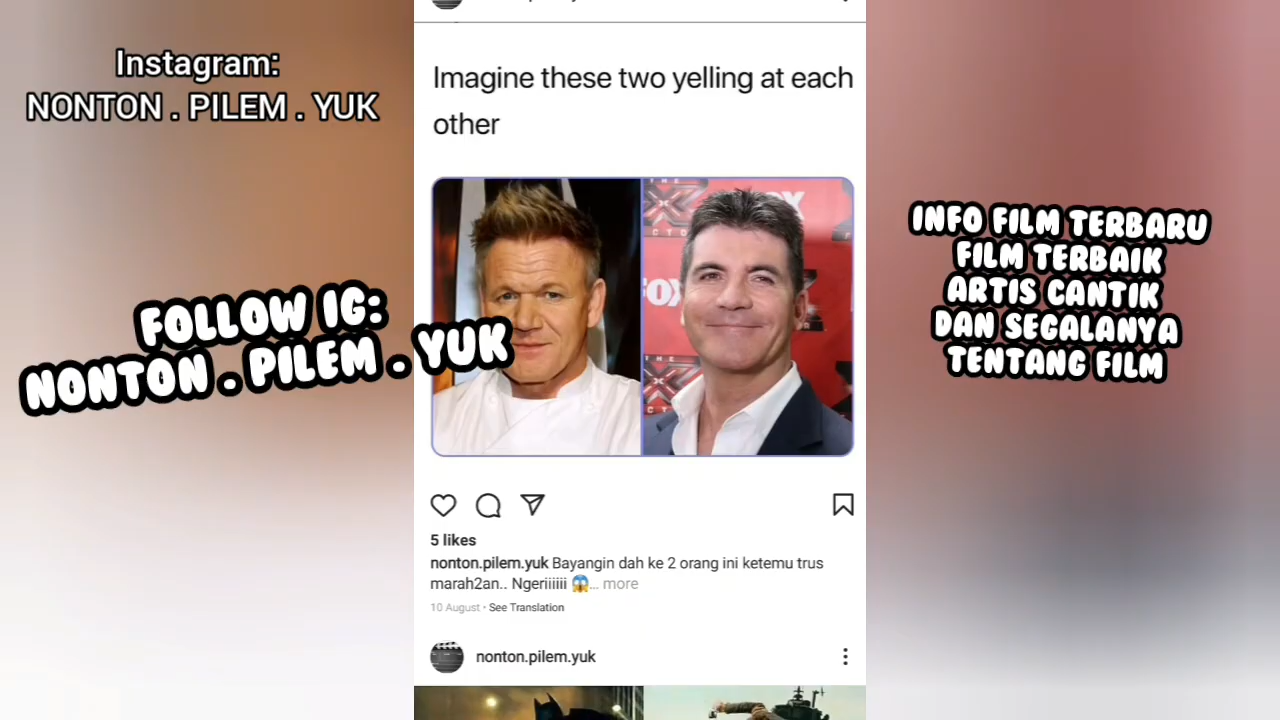 Instagram:
NONTON . PILEM . YUK
FOLLOW IG:
NONTON . PILEM . YUK
Imagine these two yelling at each
other
THE
X
FOX
5 likes
nonton.pilem.yuk Bayangin dah ke 2 orang ini ketemu trus
marah2an.. Ngeriiiiii 😱... more
10 August • See Translation
nonton.pilem.yuk
INFO FILM TERBARU
FILM TERBAIK
ARTIS CANTIK
DAN SEGALANYA
TENTANG FILM